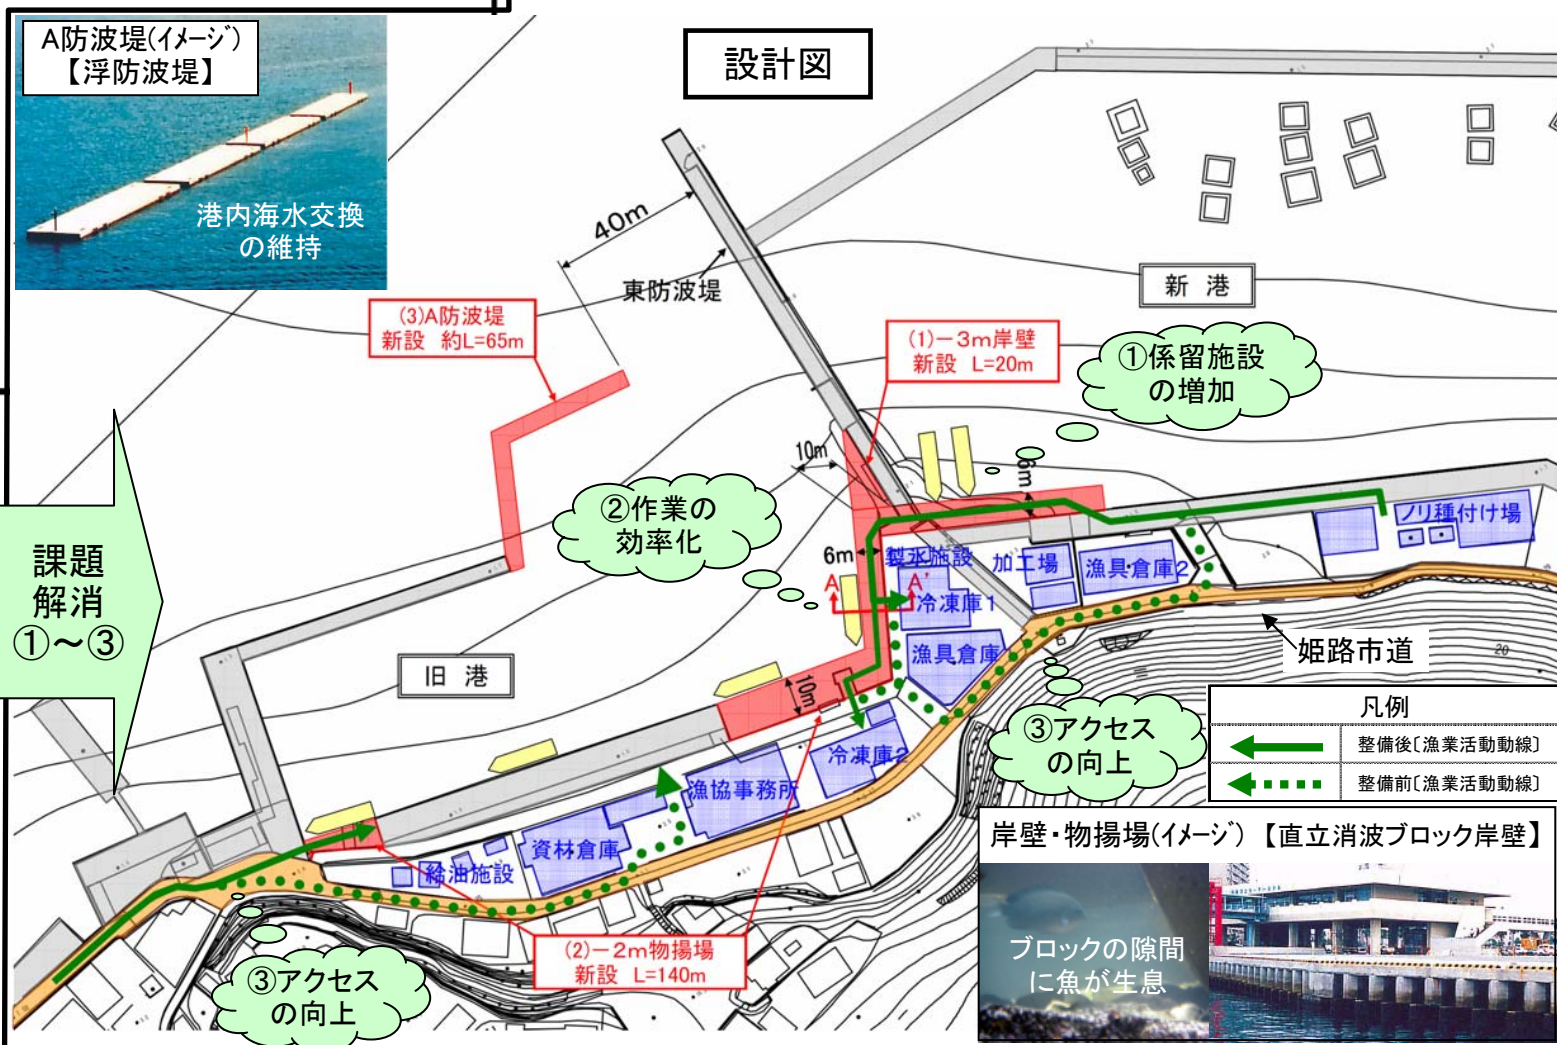 A防波堤(イメージ)
【浮防波堤】
港内海水交換
の維持
設計図
40m
東防波堤
新 港
(3)A防波堤
新設 約L=65m
(1)－3m岸壁
新設 L=20m
①係留施設
の増加
10m
6m
②作業の
効率化
課題
解消
①～③
6m
製氷施設
加工場
漁具倉庫2
ノリ種付け場
A
A'
冷凍庫1
漁具倉庫
姫路市道
20
旧 港
10m
冷凍庫2
漁協事務所
資材倉庫
給油施設
③アクセス
の向上
凡例
整備後〔漁業活動動線〕
整備前〔漁業活動動線〕
(2)－2m物揚場
新設 L=140m
③アクセス
の向上
岸壁・物揚場(イメージ) 【直立消波ブロック岸壁】
ブロックの隙間
に魚が生息